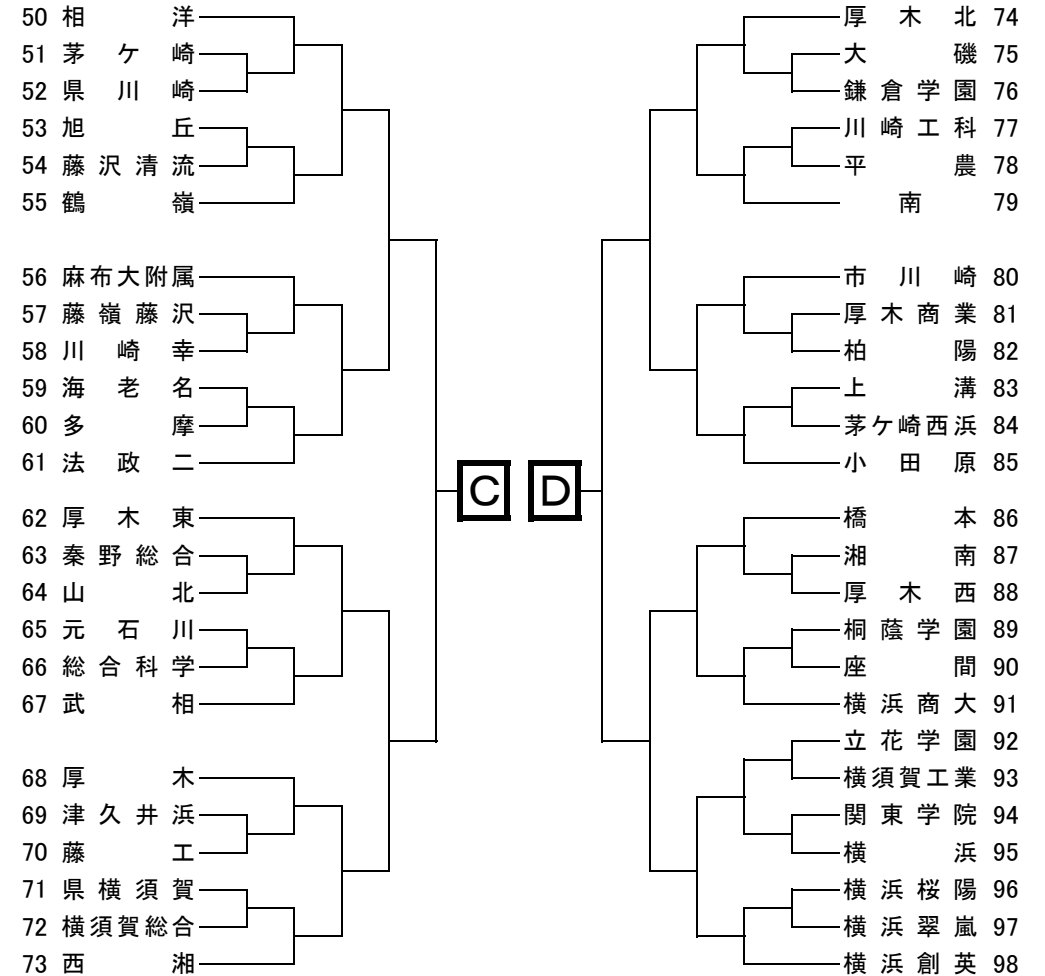 50 相洋
51 茅ケ崎
52 県川崎
53 旭丘
54 藤沢清流
55 鶴嶺
56 麻布大附属
57 藤嶺藤沢
58 川崎幸
59 海老名
60 多摩
61 法政二
62 厚木東
63 秦野総合
64 山北
65 元石川
66 総合科学
67 武相
68 厚木
69 津久井浜
70 藤工
71 県横須賀
72 横須賀総合
73 西湘
C
D
厚木北 74
大磯 75
鎌倉学園 76
川崎工科 77
平農 78
南 79
市川崎 80
厚木商業 81
柏陽 82
上溝 83
茅ケ崎西浜 84
小田原 85
橋本 86
湘南 87
厚木西 88
桐蔭学園 89
座間 90
横浜商大 91
立花学園 92
横須賀工業 93
関東学院 94
横浜 95
横浜桜陽 96
横浜翠嵐 97
横浜創英 98